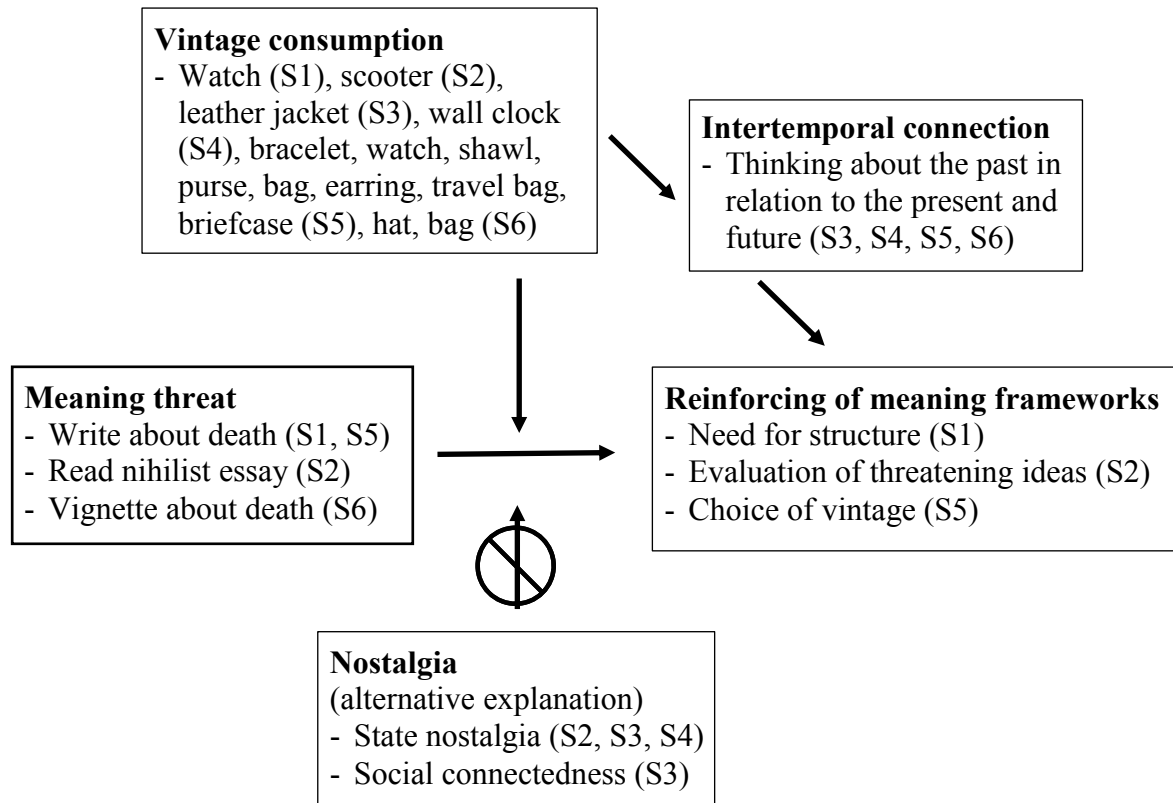 Vintage consumption
- Watch (S1), scooter (S2),
leather jacket (S3), wall clock
(S4), bracelet, watch, shawl,
purse, bag, earring, travel bag,
briefcase (S5), hat, bag (S6)
Intertemporal connection
- Thinking about the past in
relation to the present and
future (S3, S4, S5, S6)
Meaning threat
- Write about death (S1, S5)
- Read nihilist essay (S2)
- Vignette about death (S6)
Reinforcing of meaning frameworks
- Need for structure (S1)
- Evaluation of threatening ideas (S2)
- Choice of vintage (S5)
Nostalgia
(alternative explanation)
- State nostalgia (S2, S3, S4)
- Social connectedness (S3)